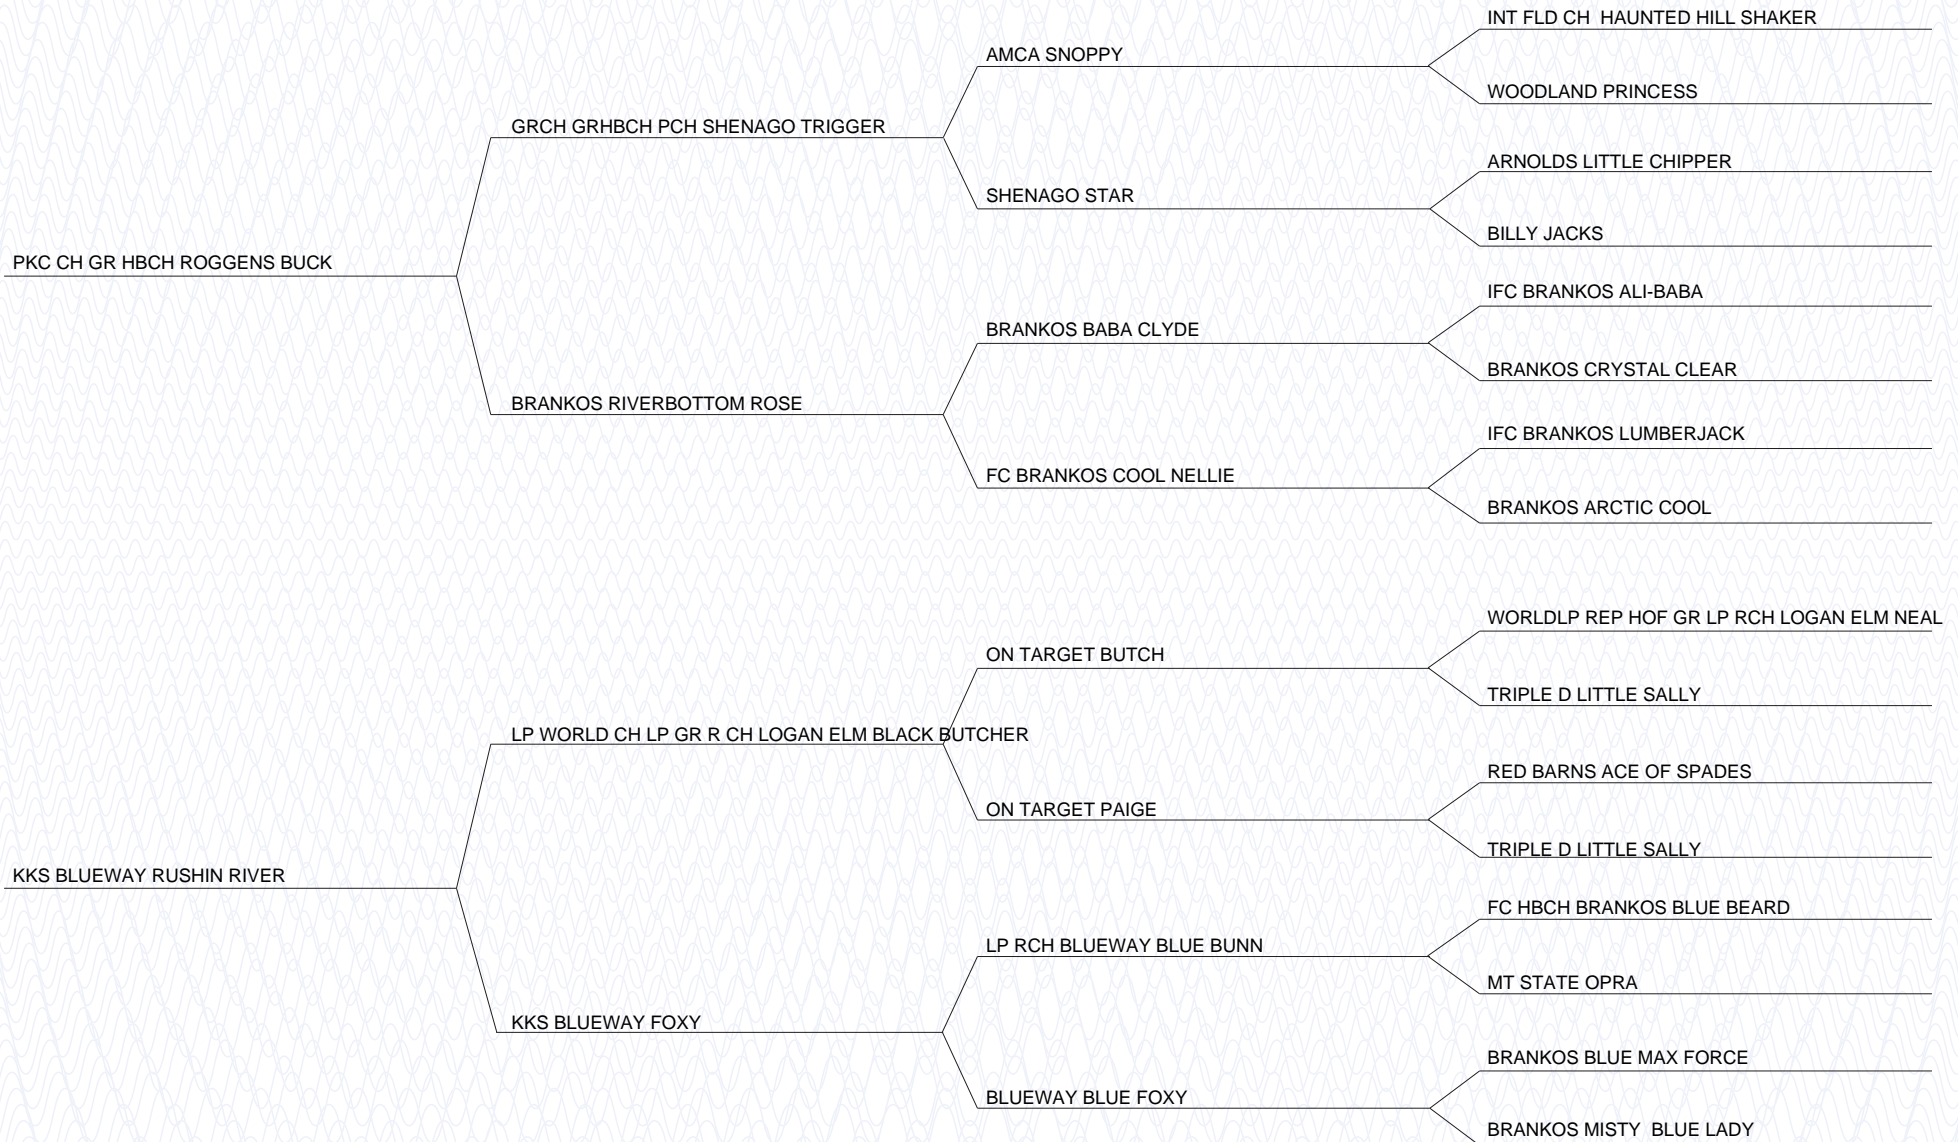 INT FLD CH  HAUNTED HILL SHAKER
AMCA SNOPPY
WOODLAND PRINCESS
GRCH GRHBCH PCH SHENAGO TRIGGER
ARNOLDS LITTLE CHIPPER
SHENAGO STAR
BILLY JACKS
PKC CH GR HBCH ROGGENS BUCK
IFC BRANKOS ALI-BABA
BRANKOS BABA CLYDE
BRANKOS CRYSTAL CLEAR
BRANKOS RIVERBOTTOM ROSE
IFC BRANKOS LUMBERJACK
FC BRANKOS COOL NELLIE
BRANKOS ARCTIC COOL
WORLDLP REP HOF GR LP RCH LOGAN ELM NEAL
ON TARGET BUTCH
TRIPLE D LITTLE SALLY
LP WORLD CH LP GR R CH LOGAN ELM BLACK BUTCHER
RED BARNS ACE OF SPADES
ON TARGET PAIGE
TRIPLE D LITTLE SALLY
KKS BLUEWAY RUSHIN RIVER
FC HBCH BRANKOS BLUE BEARD
LP RCH BLUEWAY BLUE BUNN
MT STATE OPRA
KKS BLUEWAY FOXY
BRANKOS BLUE MAX FORCE
BLUEWAY BLUE FOXY
BRANKOS MISTY  BLUE LADY